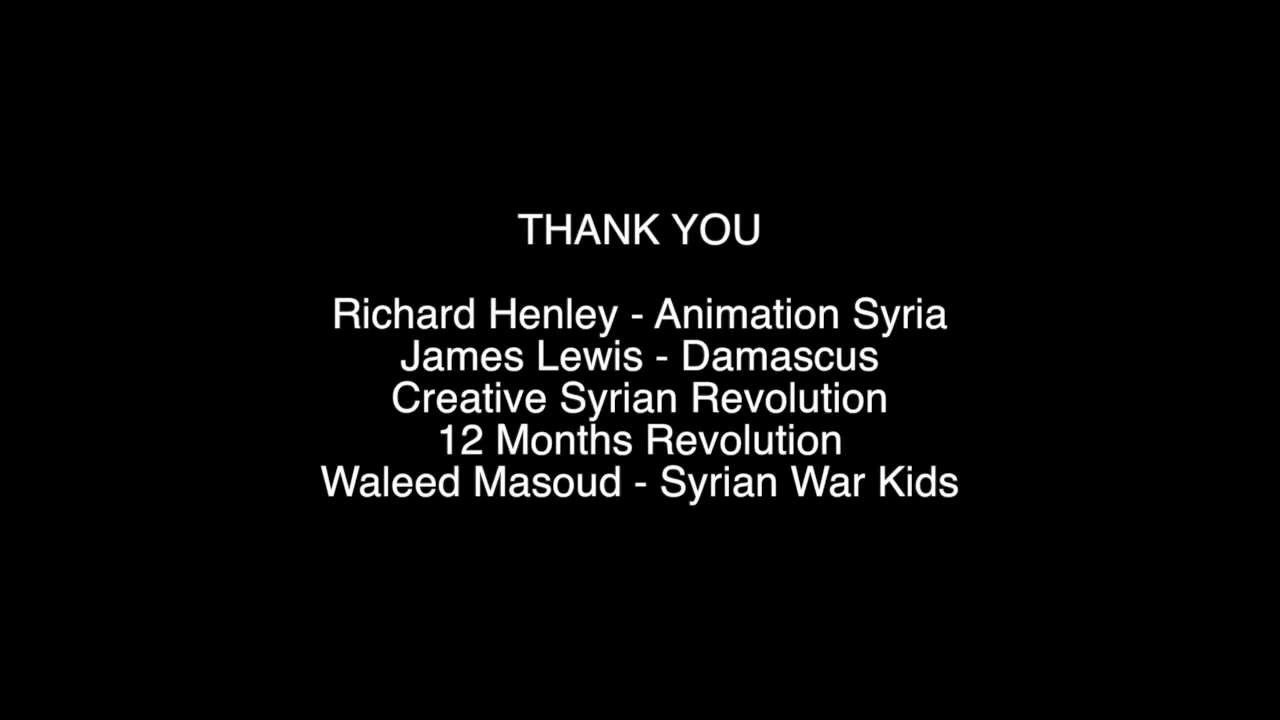 THANK YOU
Richard Henley - Animation Syria
James Lewis - Damascus
Creative Syrian Revolution
12 Months Revolution
Waleed Masoud - Syrian War Kids